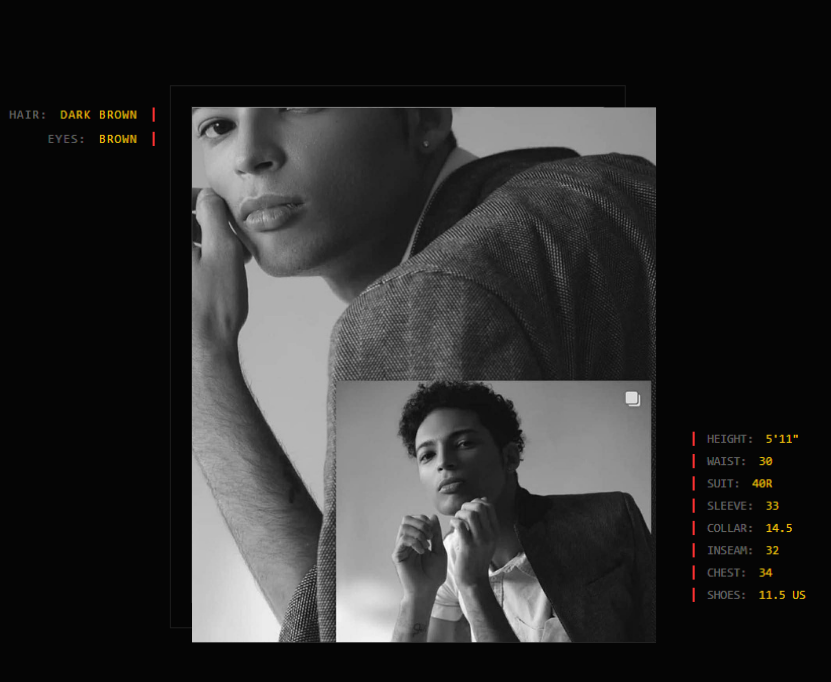 HAIR: DARK BROWN
EYES: BROWN
HEIGHT: 5'11"
WAIST: 30
SUIT: 40R
SLEEVE: 33
COLLAR: 14.5
INSEAM: 32
CHEST: 34
SHOES: 11.5 US